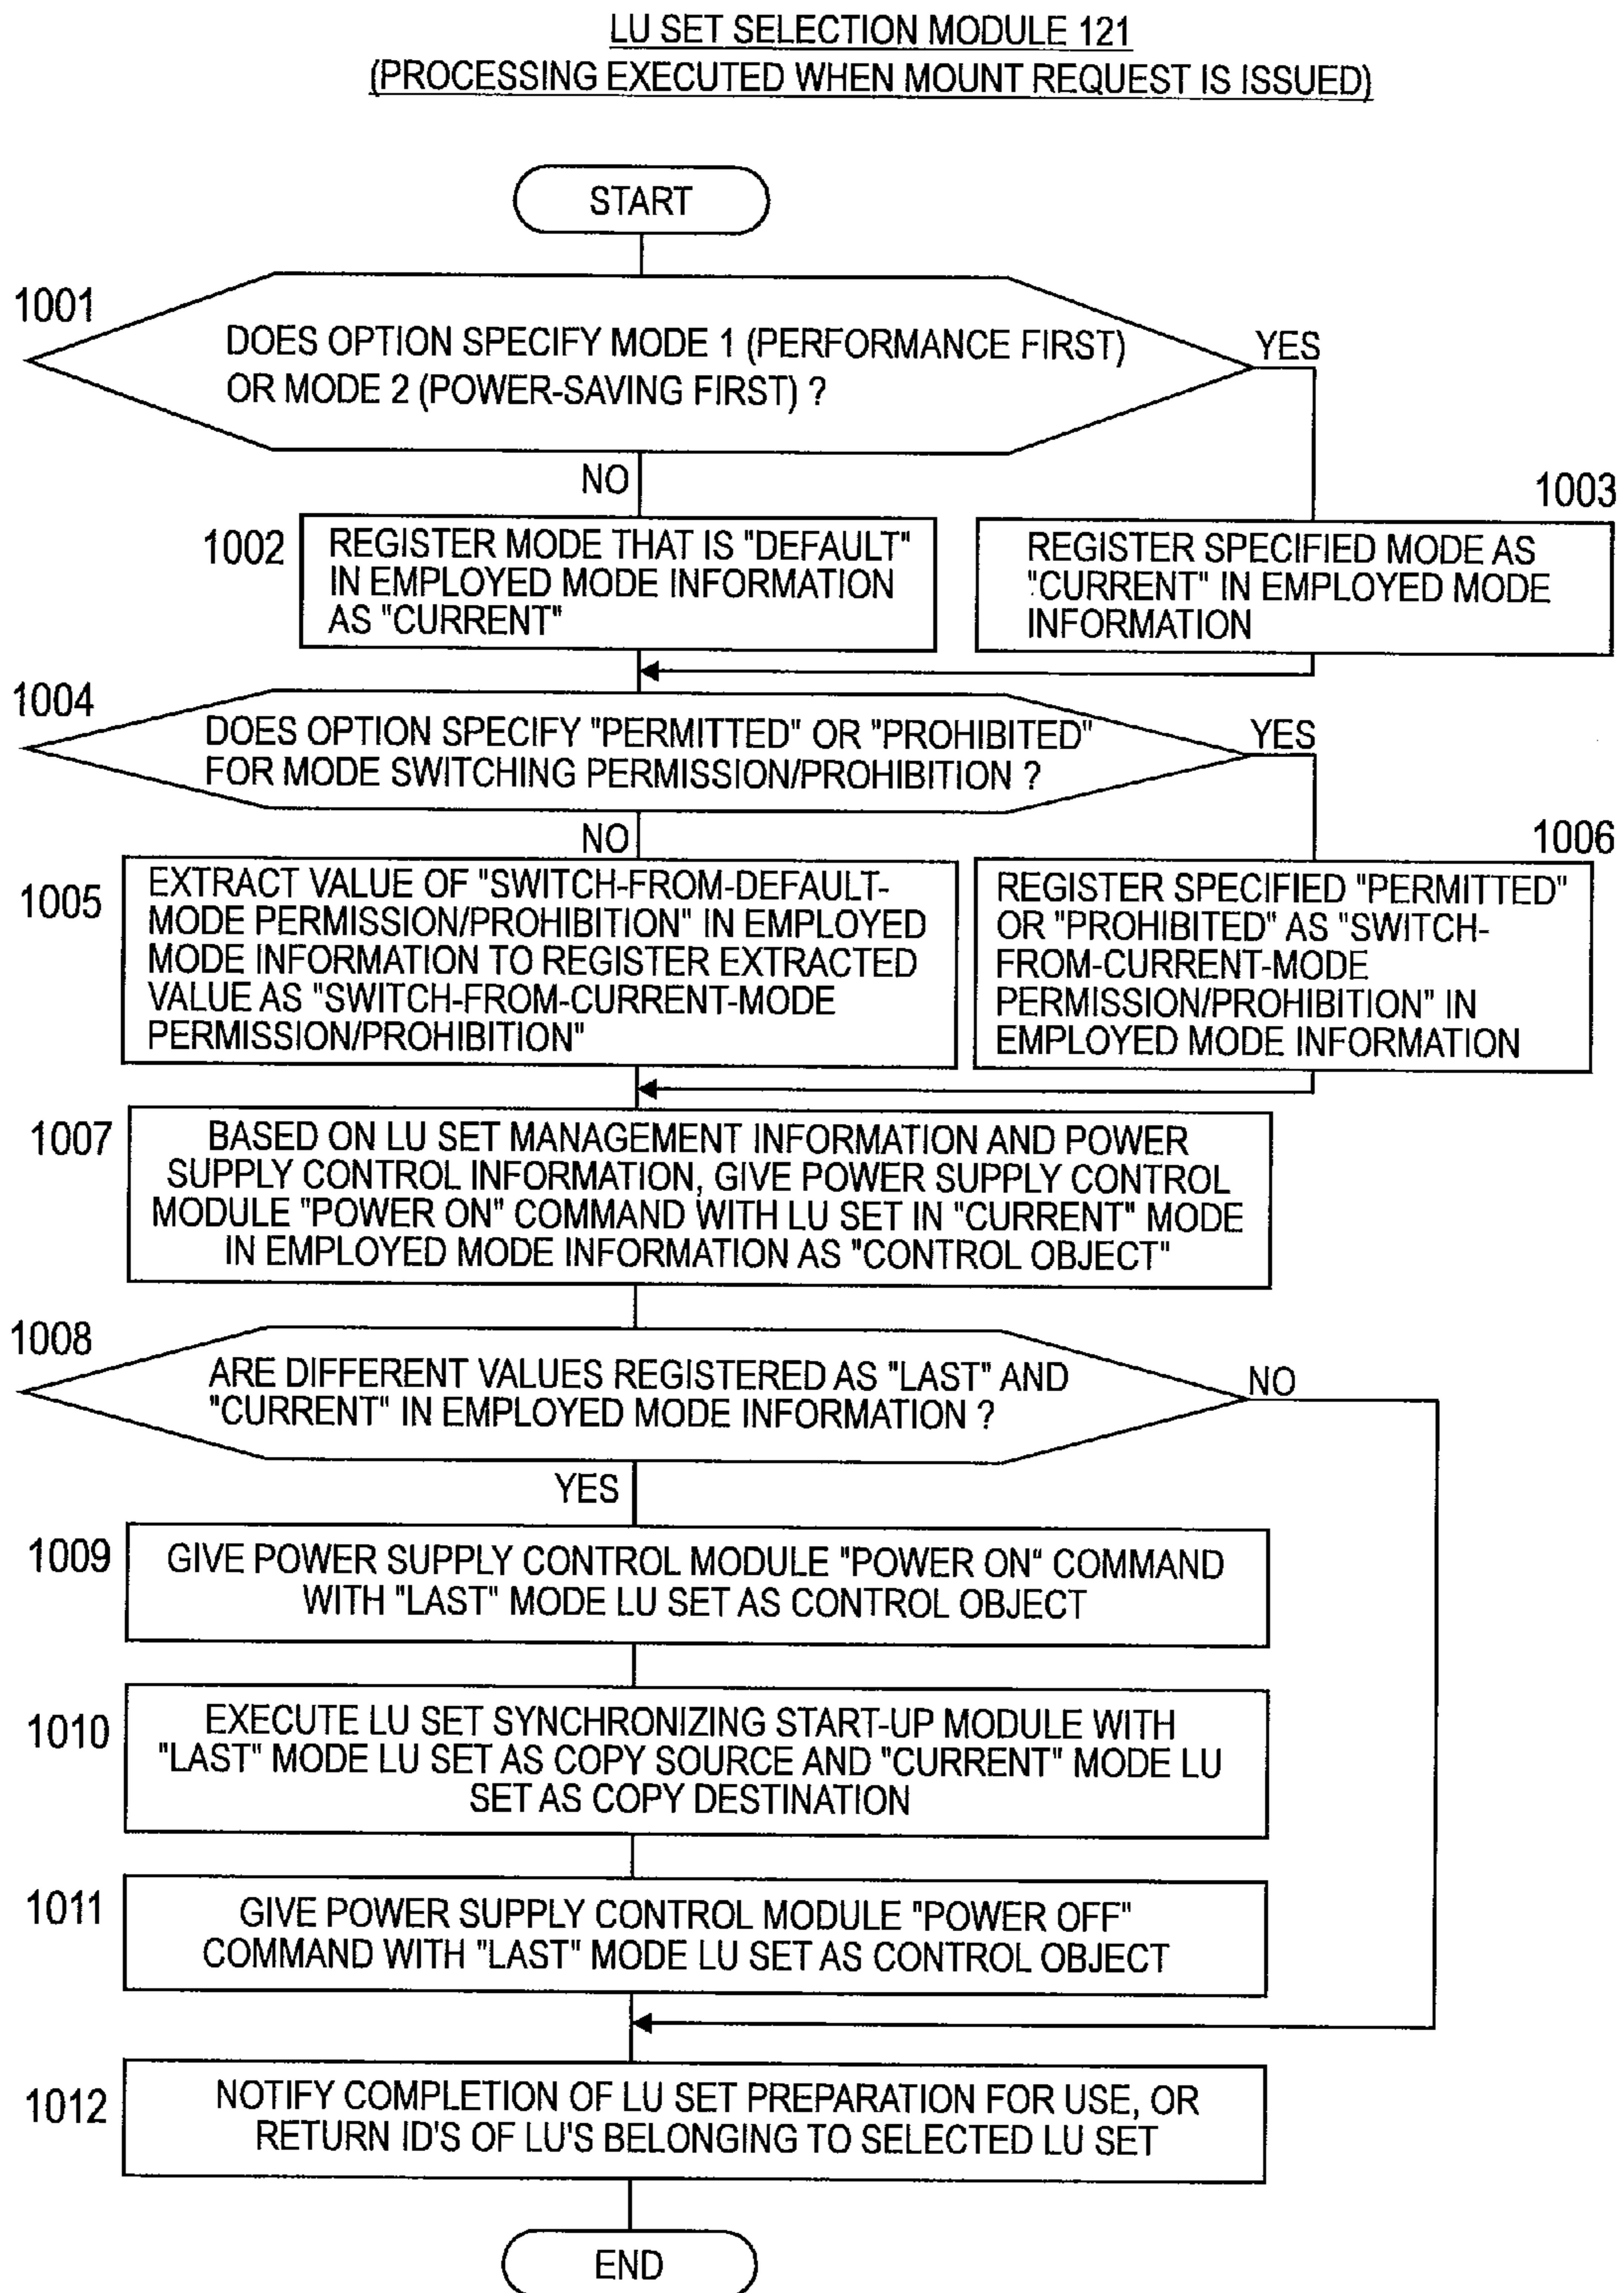 LU SET SELECTION MODULE 121
(PROCESSING EXECUTED WHEN MOUNT REQUEST IS ISSUED)
START
1001
DOES OPTION SPECIFY MODE 1 (PERFORMANCE FIRST)
OR MODE 2 (POWER-SAVING FIRST) ?
YES
NO
1002
REGISTER MODE THAT IS "DEFAULT"
IN EMPLOYED MODE INFORMATION
AS "CURRENT"
1003
REGISTER SPECIFIED MODE AS
"CURRENT" IN EMPLOYED MODE
INFORMATION
1004
DOES OPTION SPECIFY "PERMITTED" OR "PROHIBITED"
FOR MODE SWITCHING PERMISSION/PROHIBITION ?
YES
NO
1005
EXTRACT VALUE OF "SWITCH-FROM-DEFAULT-
MODE PERMISSION/PROHIBITION" IN EMPLOYED
MODE INFORMATION TO REGISTER EXTRACTED
VALUE AS "SWITCH-FROM-CURRENT-MODE
PERMISSION/PROHIBITION"
1006
REGISTER SPECIFIED "PERMITTED"
OR "PROHIBITED" AS "SWITCH-
FROM-CURRENT-MODE
PERMISSION/PROHIBITION" IN
EMPLOYED MODE INFORMATION
1007
BASED ON LU SET MANAGEMENT INFORMATION AND POWER
SUPPLY CONTROL INFORMATION, GIVE POWER SUPPLY CONTROL
MODULE "POWER ON" COMMAND WITH LU SET IN "CURRENT" MODE
IN EMPLOYED MODE INFORMATION AS "CONTROL OBJECT"
1008
ARE DIFFERENT VALUES REGISTERED AS "LAST" AND
"CURRENT" IN EMPLOYED MODE INFORMATION ?
NO
YES
1009
GIVE POWER SUPPLY CONTROL MODULE "POWER ON" COMMAND
WITH "LAST" MODE LU SET AS CONTROL OBJECT
1010
EXECUTE LU SET SYNCHRONIZING START-UP MODULE WITH
"LAST" MODE LU SET AS COPY SOURCE AND "CURRENT" MODE LU
SET AS COPY DESTINATION
1011
GIVE POWER SUPPLY CONTROL MODULE "POWER OFF"
COMMAND WITH "LAST" MODE LU SET AS CONTROL OBJECT
1012
NOTIFY COMPLETION OF LU SET PREPARATION FOR USE, OR
RETURN ID'S OF LU'S BELONGING TO SELECTED LU SET
END